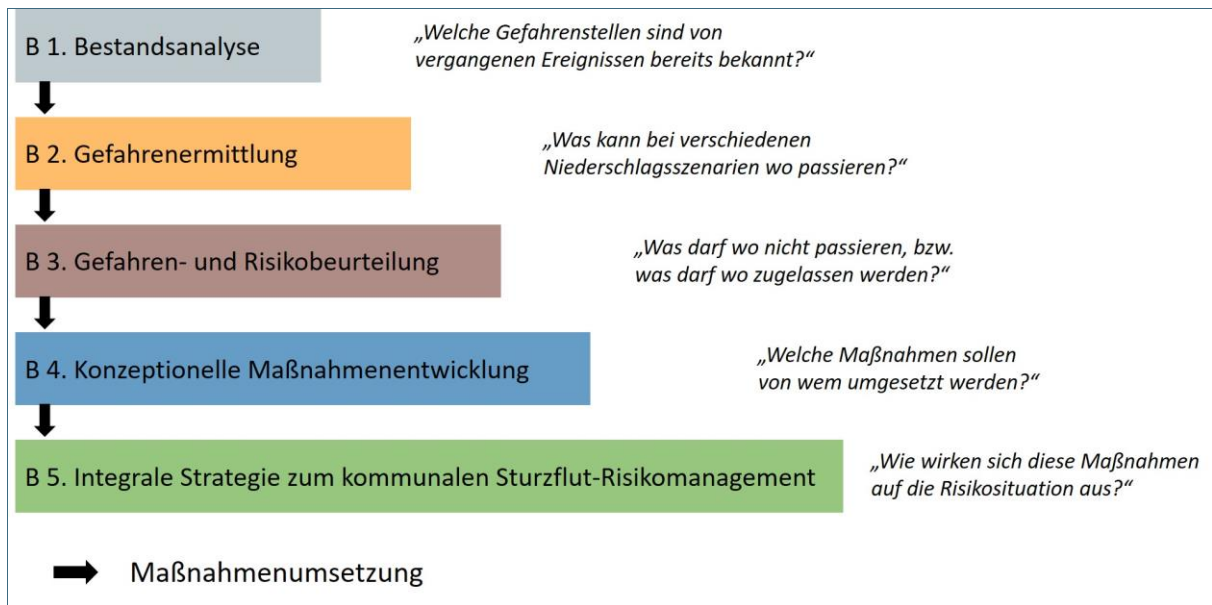 B 1. Bestandsanalyse
„Welche Gefahrenstellen sind von
vergangenen Ereignissen bereits bekannt?“
B 2. Gefahrenermittlung
„Was kann bei verschiedenen
Niederschlagsszenarien wo passieren?“
B 3. Gefahren- und Risikobeurteilung
„Was darf wo nicht passieren, bzw.
was darf wo zugelassen werden?“
B 4. Konzeptionelle Maßnahmenentwicklung
„Welche Maßnahmen sollen
von wem umgesetzt werden?“
B 5. Integrale Strategie zum kommunalen Sturzflut-Risikomanagement
„Wie wirken sich diese Maßnahmen
auf die Risikosituation aus?“
Maßnahmenumsetzung